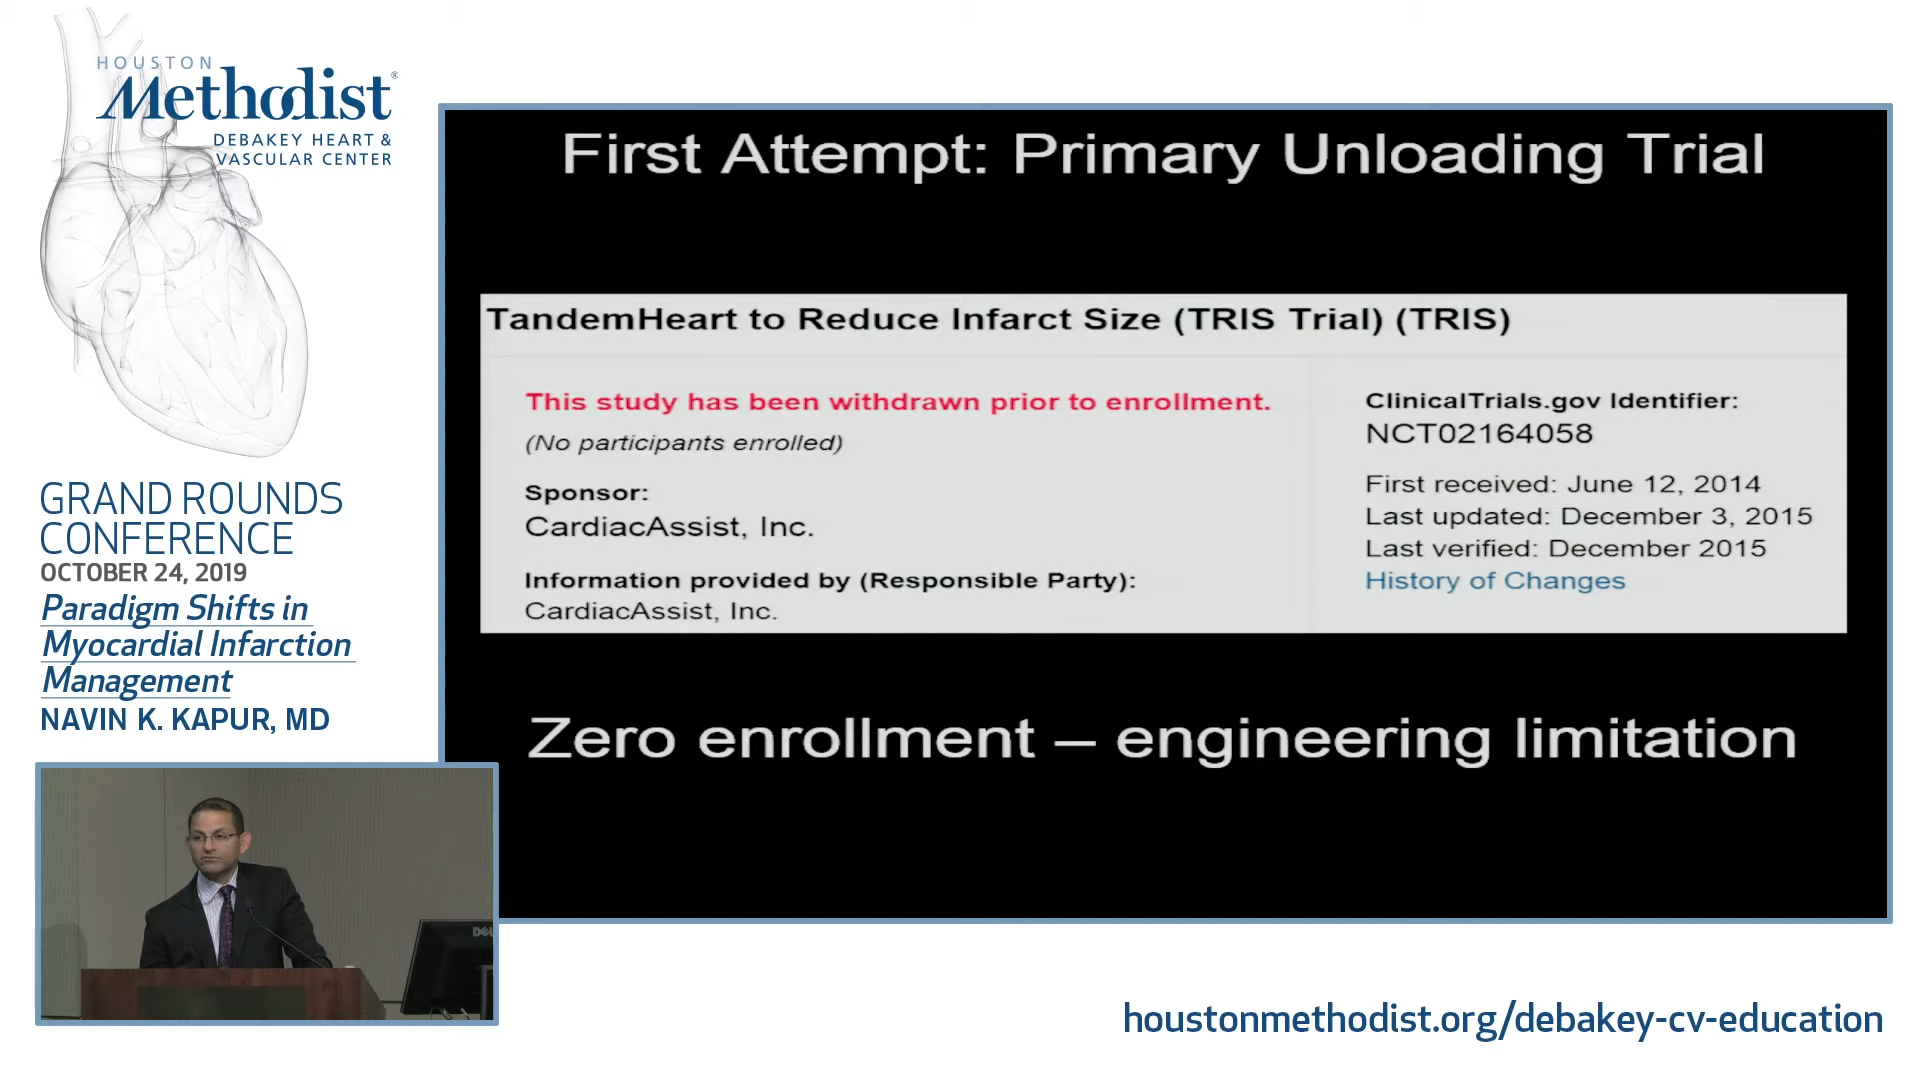 HOUSTON
Methodist®
DEBAKEY HEART &
VASCULAR CENTER
GRAND ROUNDS
CONFERENCE
OCTOBER 24, 2019
Paradigm Shifts in
Myocardial Infarction
Management
NAVIN K. KAPUR, MD
First Attempt: Primary Unloading Trial
TandemHeart to Reduce Infarct Size (TRIS Trial) (TRIS)
This study has been withdrawn prior to enrollment.
(No participants enrolled)
Sponsor:
CardiacAssist, Inc.
Information provided by (Responsible Party):
CardiacAssist, Inc.
ClinicalTrials.gov Identifier:
NCT02164058
First received: June 12, 2014
Last updated: December 3, 2015
Last verified: December 2015
History of Changes
Zero enrollment – engineering limitation
houstonmethodist.org/debakey-cv-education